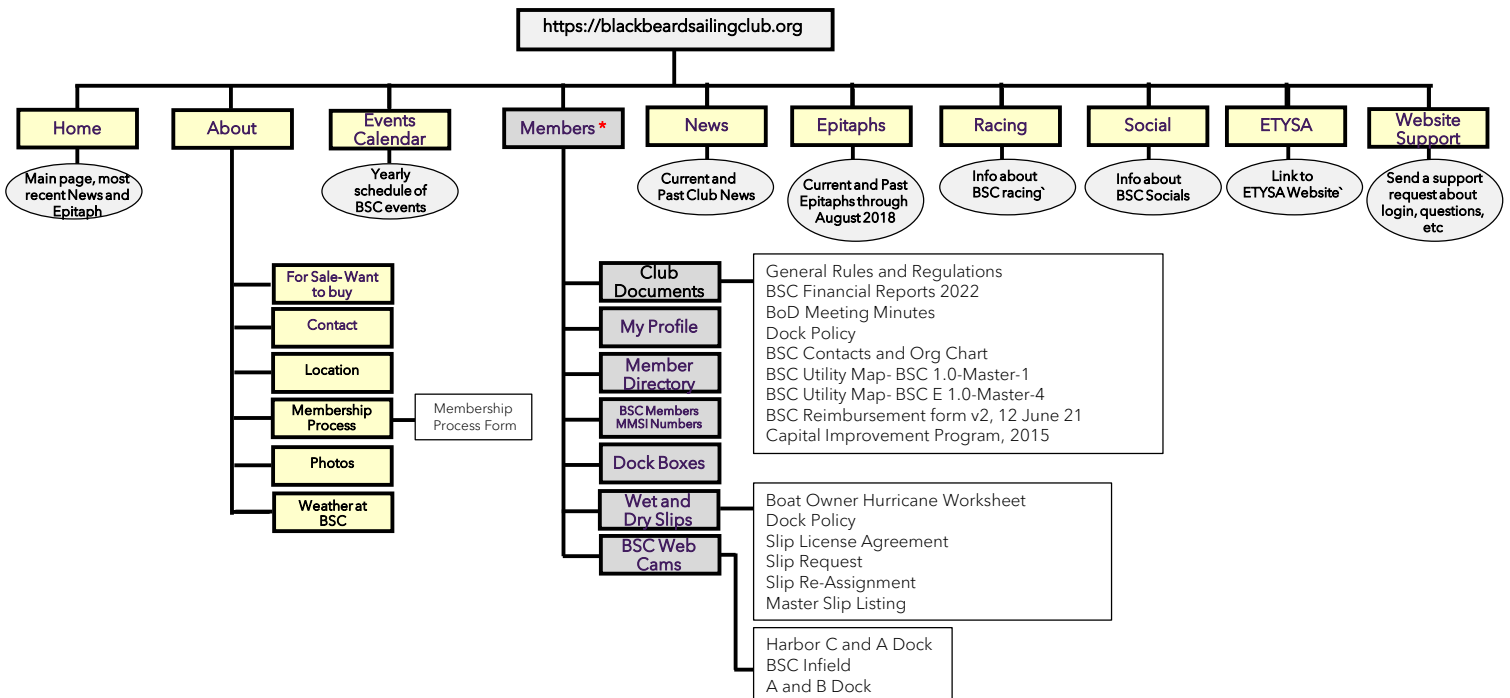 https://blackbeardsailingclub.org
Home
About
Events
Calendar
Members *
News
Epitaphs
Racing
Social
ETYSA
Website
Support
Main page, most
recent News and
Epitaph
Yearly
schedule of
BSC events
Current and
Past Club News
Current and Past
Epitaphs through
August 2018
Info about
BSC racing`
Info about
BSC Socials
Link to
ETYSA Website`
Send a support
request about
login, questions,
etc
For Sale-Want
to buy
Contact
Location
Membership
Process
Membership
Process Form
Photos
Weather at
BSC
Club
Documents
General Rules and Regulations
BSC Financial Reports 2022
BoD Meeting Minutes
Dock Policy
BSC Contacts and Org Chart
BSC Utility Map- BSC 1.0-Master-1
BSC Utility Map- BSC E 1.0-Master-4
BSC Reimbursement form v2, 12 June 21
Capital Improvement Program, 2015
My Profile
Member
Directory
BSC Members
MMSI Numbers
Dock Boxes
Wet and
Dry Slips
Boat Owner Hurricane Worksheet
Dock Policy
Slip License Agreement
Slip Request
Slip Re-Assignment
Master Slip Listing
BSC Web
Cams
Harbor C and A Dock
BSC Infield
A and B Dock